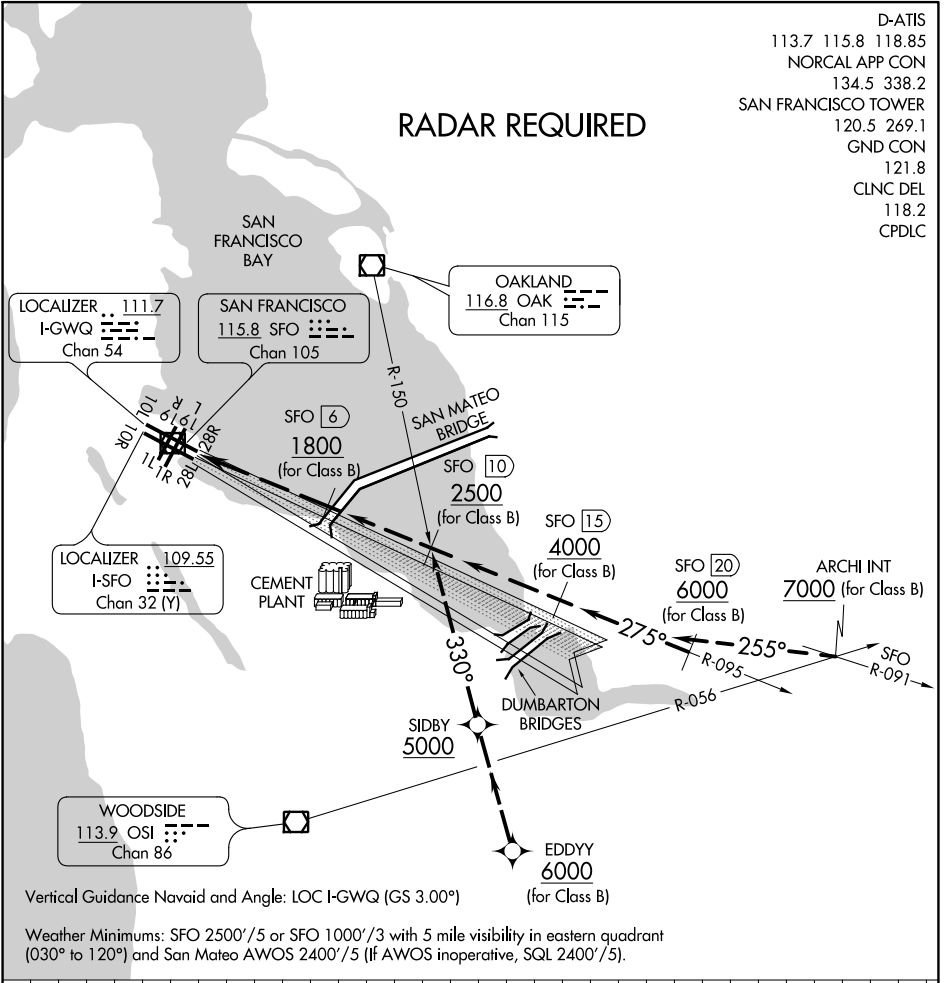 D-ATIS
113.7 115.8 118.85
NORCAL APP CON
134.5 338.2
SAN FRANCISCO TOWER
120.5 269.1
GND CON
121.8
CLNC DEL
118.2
CPDLC
RADAR REQUIRED
SAN
FRANCISCO
BAY
OAKLAND
116.8 OAK
Chan 115
LOCALIZER 111.7
I-GWQ
Chan 54
SAN FRANCISCO
115.8 SFO
Chan 105
R-150
SAN MATEO
BRIDGE
10L
10R
19R
19L
28R
28L
1L
1R
SFO 6
1800
(for Class B)
SFO 10
2500
(for Class B)
SFO 15
4000
(for Class B)
SFO 20
6000
(for Class B)
ARCHI INT
7000 (for Class B)
LOCALIZER 109.55
I-SFO
Chan 32 (Y)
CEMENT
PLANT
275°
R-095
255°
SFO
R-091
330°
R-056
DUMBARTON
BRIDGES
SIDBY
5000
WOODSIDE
113.9 OSI
Chan 86
EDDYY
6000
(for Class B)
Vertical Guidance Navaid and Angle: LOC I-GWQ (GS 3.00°)
Weather Minimums: SFO 2500'/5 or SFO 1000'/3 with 5 mile visibility in eastern quadrant
(030° to 120°) and San Mateo AWOS 2400'/5 (If AWOS inoperative, SQL 2400'/5).